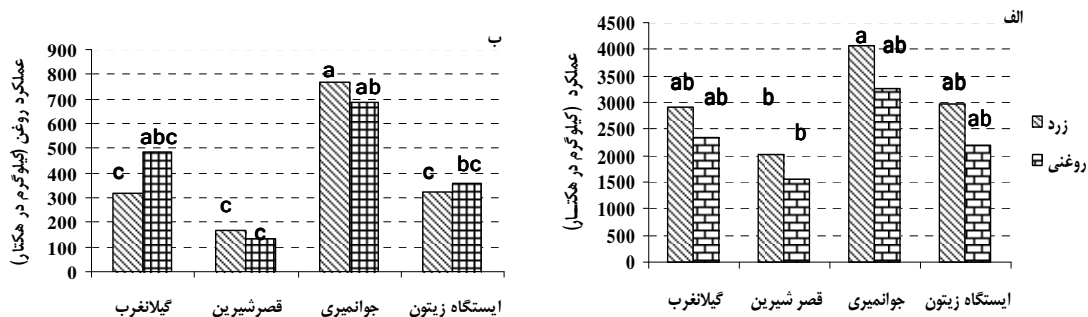 الف
عملکرد (کیلوگرم در هکتار)
4500
4000
3500
3000
2500
2000
1500
1000
500
0
ab
ab
b
b
a
ab
ab
ab
گیلانغرب
قصر شیرین
جوانمیری
ایستگاه زیتون
زرد
روغنی
ب
عملکرد روغن (کیلوگرم در هکتار)
900
800
700
600
500
400
300
200
100
0
c
abc
c
c
a
ab
c
bc
گیلانغرب
قصرشیرین
جوانمیری
ایستگاه زیتون